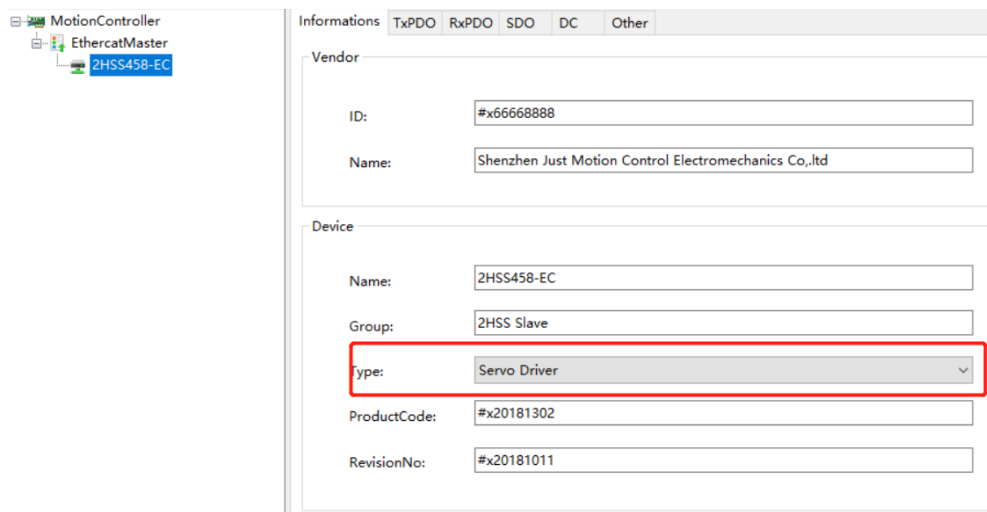 MotionController
EthercatMaster
2HSS458-EC
Informations TxPDO RxPDO SDO DC Other
Vendor
ID: #x66668888
Name: Shenzhen Just Motion Control Electromechanics Co,.ltd
Device
Name: 2HSS458-EC
Group: 2HSS Slave
Type: Servo Driver
ProductCode: #x20181302
RevisionNo: #x20181011